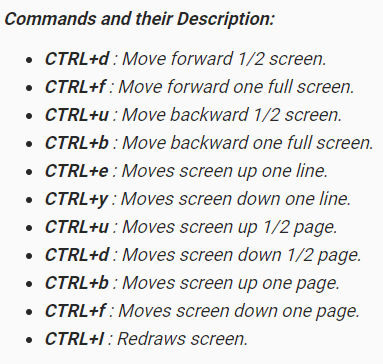 Commands and their Description:
• CTRL+d : Move forward 1/2 screen.
• CTRL+f : Move forward one full screen.
• CTRL+u : Move backward 1/2 screen.
• CTRL+b : Move backward one full screen.
• CTRL+e : Moves screen up one line.
• CTRL+y : Moves screen down one line.
• CTRL+u : Moves screen up 1/2 page.
• CTRL+d : Moves screen down 1/2 page.
• CTRL+b : Moves screen up one page.
• CTRL+f : Moves screen down one page.
• CTRL+I : Redraws screen.